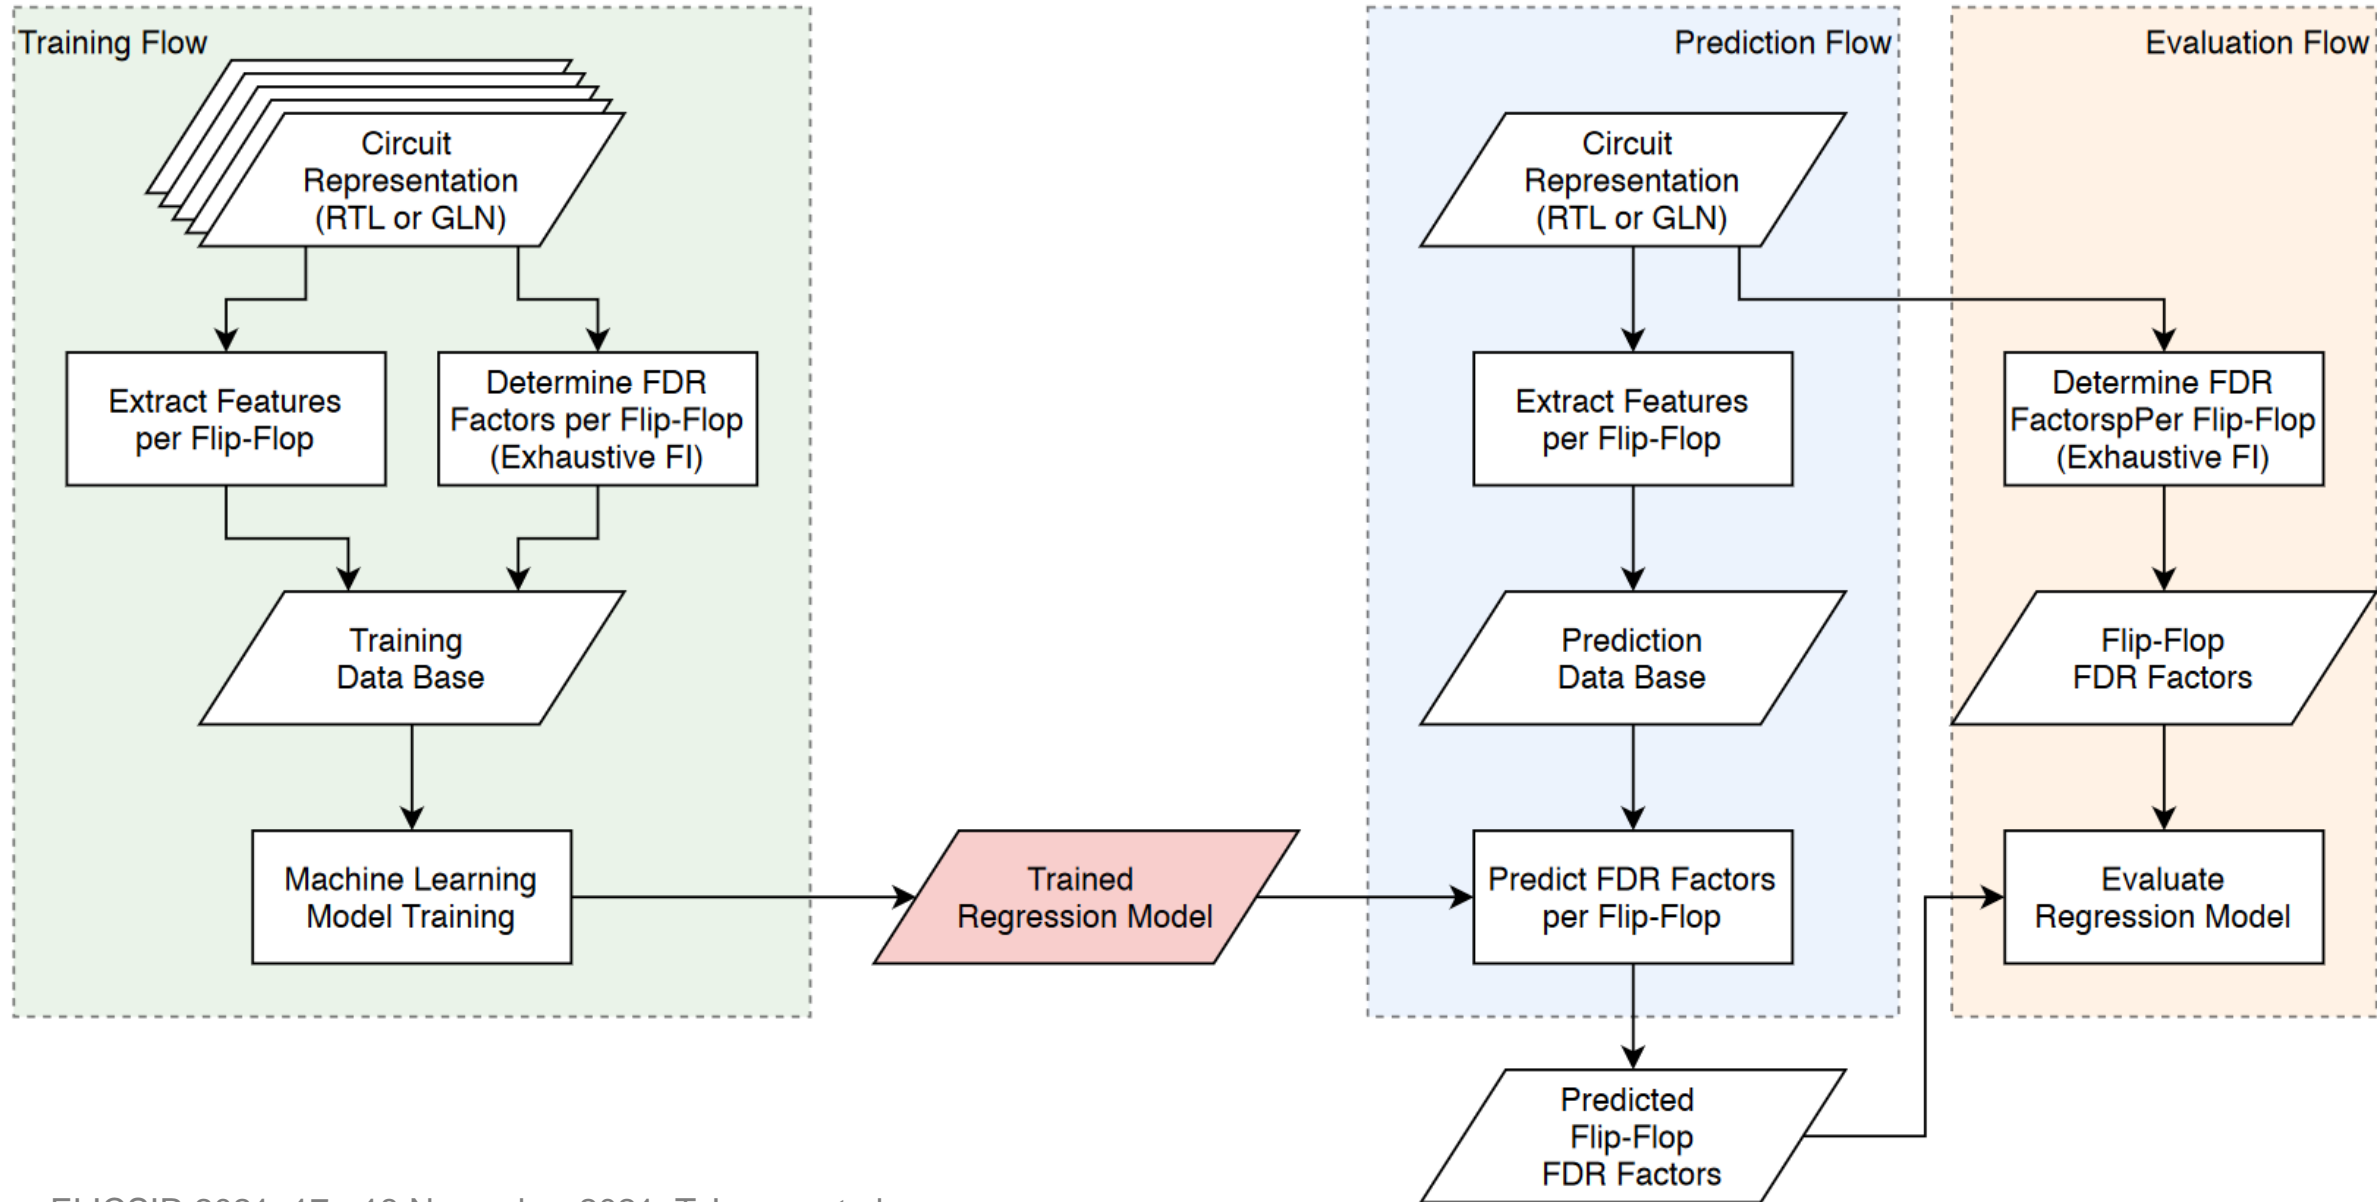 Training Flow
Circuit
Representation
(RTL or GLN)
Extract Features
per Flip-Flop
Determine FDR
Factors per Flip-Flop
(Exhaustive FI)
Training
Data Base
Machine Learning
Model Training
Trained
Regression Model
Prediction Flow
Circuit
Representation
(RTL or GLN)
Extract Features
per Flip-Flop
Prediction
Data Base
Predict FDR Factors
per Flip-Flop
Predicted
Flip-Flop
FDR Factors
Evaluation Flow
Determine FDR
FactorspPer Flip-Flop
(Exhaustive FI)
Flip-Flop
FDR Factors
Evaluate
Regression Model